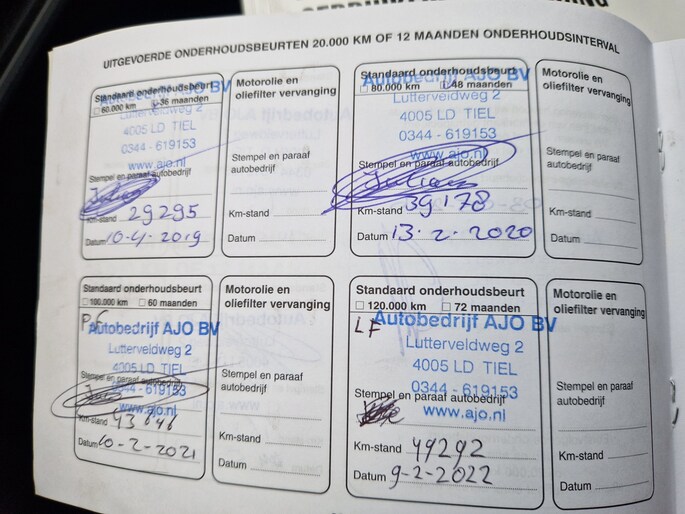 UITGEVOERDE ONDERHOUDSBEURTEN 20.000 KM OF 12 MAANDEN ONDERHOUDSINTERVAL
Standaard onderhoudsbeurt
60.000 km 36 maanden
Autobedrijf AJO BV
Lutterveldweg 2
4005 LD TIEL
0344 - 619153
www.ajo.nl
Stempel en paraaf autobedrijf
Km-stand 29295
Datum 10-4-2019
Motorolie en
oliefilter vervanging
Stempel en paraaf
autobedrijf
Km-stand
Datum
Standaard onderhoudsbeurt
80.000 km 48 maanden
Autobedrijf AJO BV
Lutterveldweg 2
4005 LD TIEL
0344 - 619153
www.ajo.nl
Stempel en paraaf autobedrijf
Julian
Km-stand 39178
Datum 13-2-2020
Motorolie en
oliefilter vervanging
Stempel en paraaf
autobedrijf
Km-stand
Datum
Standaard onderhoudsbeurt
100.000 km 60 maanden
Autobedrijf AJO BV
Lutterveldweg 2
4005 LD TIEL
Stempel en paraaf autobedrijf
0344 - 619153
www.ajo.nl
Km-stand 43646
Datum 10-2-2021
Motorolie en
oliefilter vervanging
Stempel en paraaf
autobedrijf
Km-stand
Datum
Standaard onderhoudsbeurt
120.000 km 72 maanden
LF
Autobedrijf AJO BV
Lutterveldweg 2
4005 LD TIEL
0344 - 619153
Stempel en paraaf autobedrijf
www.ajo.nl
Km-stand 49292
Datum 9-2-2022
Motorolie en
oliefilter vervanging
Stempel en paraaf
autobedrijf
Km-stand
Datum